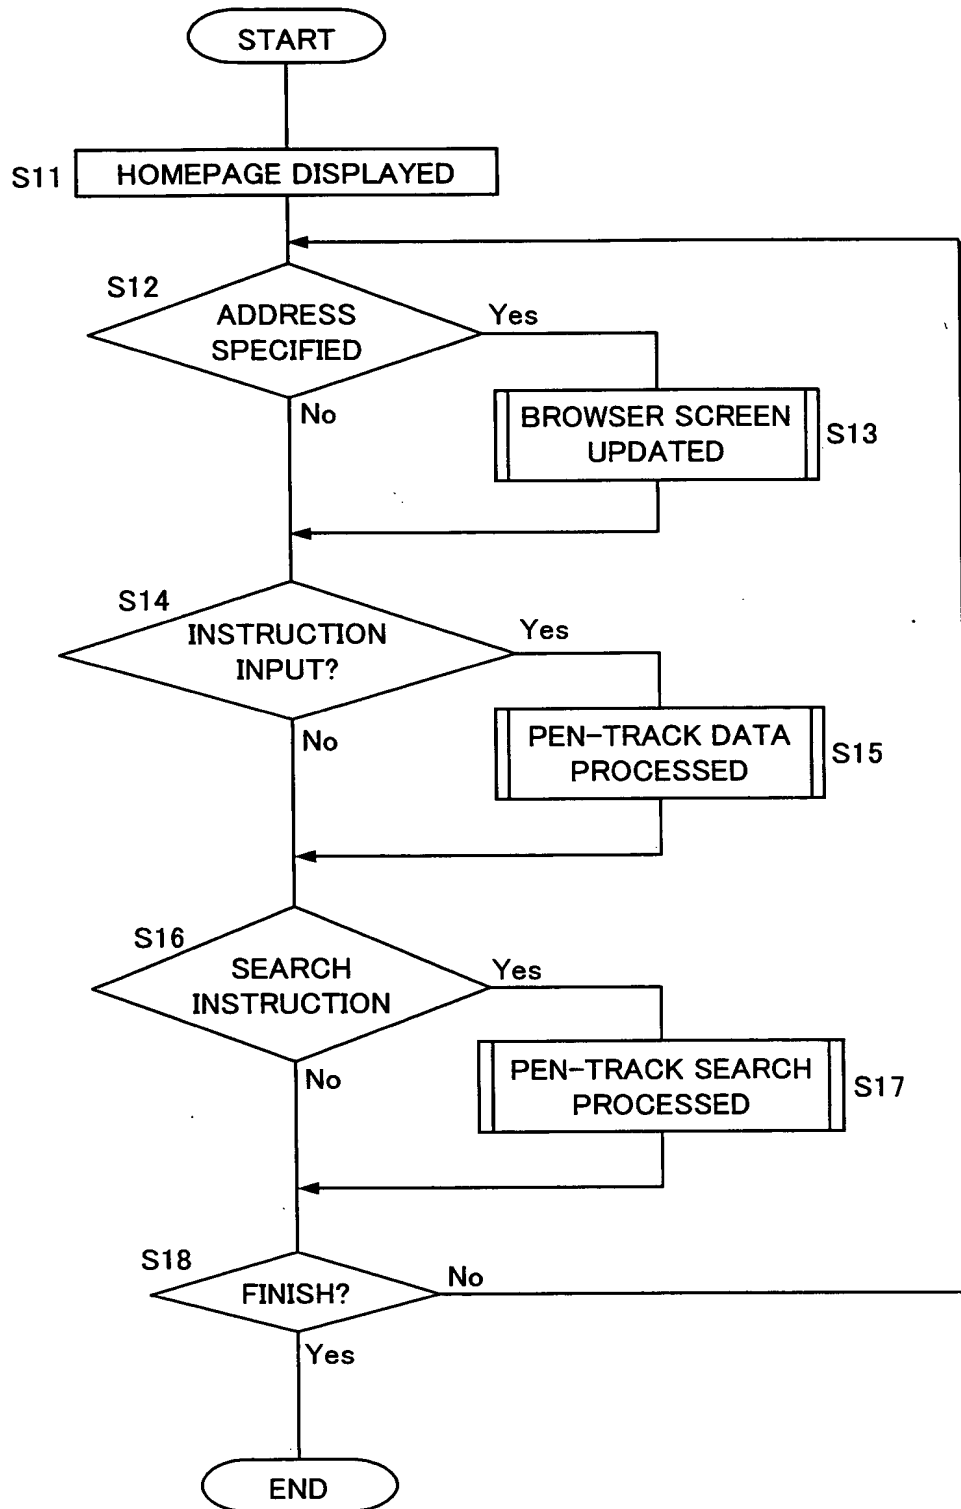 START
S11
HOMEPAGE DISPLAYED
S12
ADDRESS
SPECIFIED
Yes
No
BROWSER SCREEN
UPDATED
S13
S14
INSTRUCTION
INPUT?
Yes
No
PEN-TRACK DATA
PROCESSED
S15
S16
SEARCH
INSTRUCTION
Yes
No
PEN-TRACK SEARCH
PROCESSED
S17
S18
FINISH?
No
Yes
END